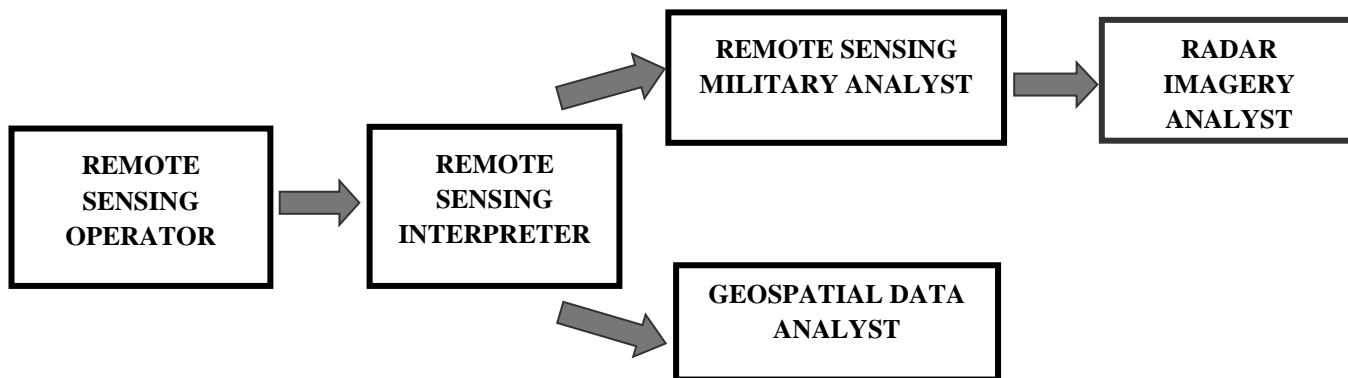 REMOTE
SENSING
OPERATOR
REMOTE
SENSING
INTERPRETER
REMOTE SENSING
MILITARY ANALYST
RADAR
IMAGERY
ANALYST
GEOSPATIAL DATA
ANALYST